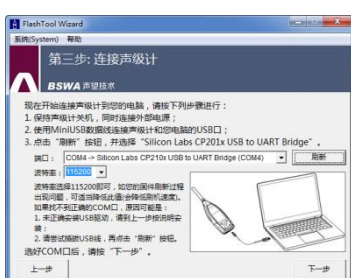 FlashTool Wizard
系统(System) 帮助
第三步: 连接声级计
BSWA 声望技术
现在开始连接声级计到您的电脑，请按下列步骤进行：
1. 保持声级计关机，同时连接外部电源；
2. 使用MiniUSB数据线连接声级计和您电脑的USB口；
3. 点击“刷新”按钮，并选择“Silicon Labs CP201x USB to UART Bridge”。
端口： COM4 -> Silicon Labs CP210x USB to UART Bridge (COM4) 刷新
波特率： 115200
波特率选择115200即可，如您的固件刷新过程
出现问题，可适当降低此值(会降低刷机速度)。
如果找不到正确的COM口，原因可能是：
1. 未正确安装USB驱动，请到上一步按说明安
装；
2. 请尝试插拔USB线，再点击“刷新”按钮。
选好COM口后，请按“下一步”。
上一步 下一步